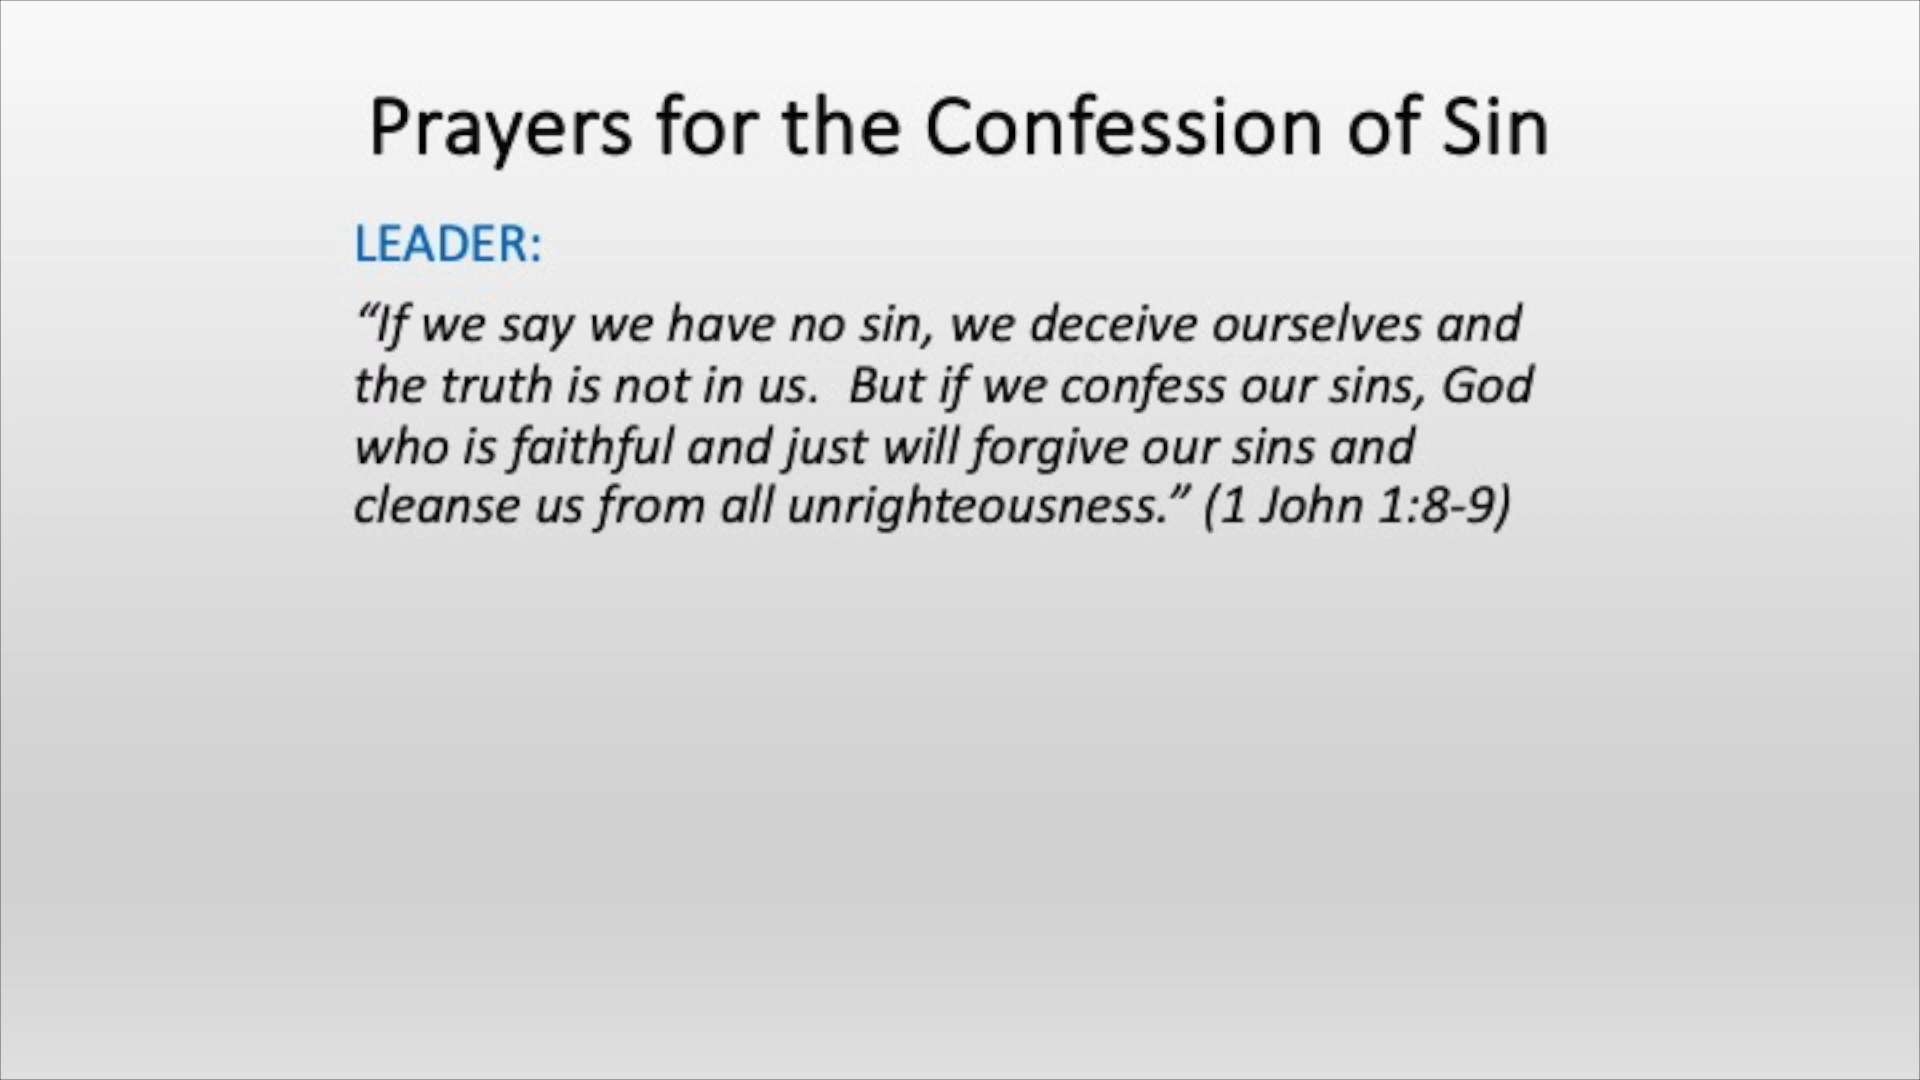 Prayers for the Confession of Sin
LEADER:
“If we say we have no sin, we deceive ourselves and
the truth is not in us.  But if we confess our sins, God
who is faithful and just will forgive our sins and
cleanse us from all unrighteousness.” (1 John 1:8-9)